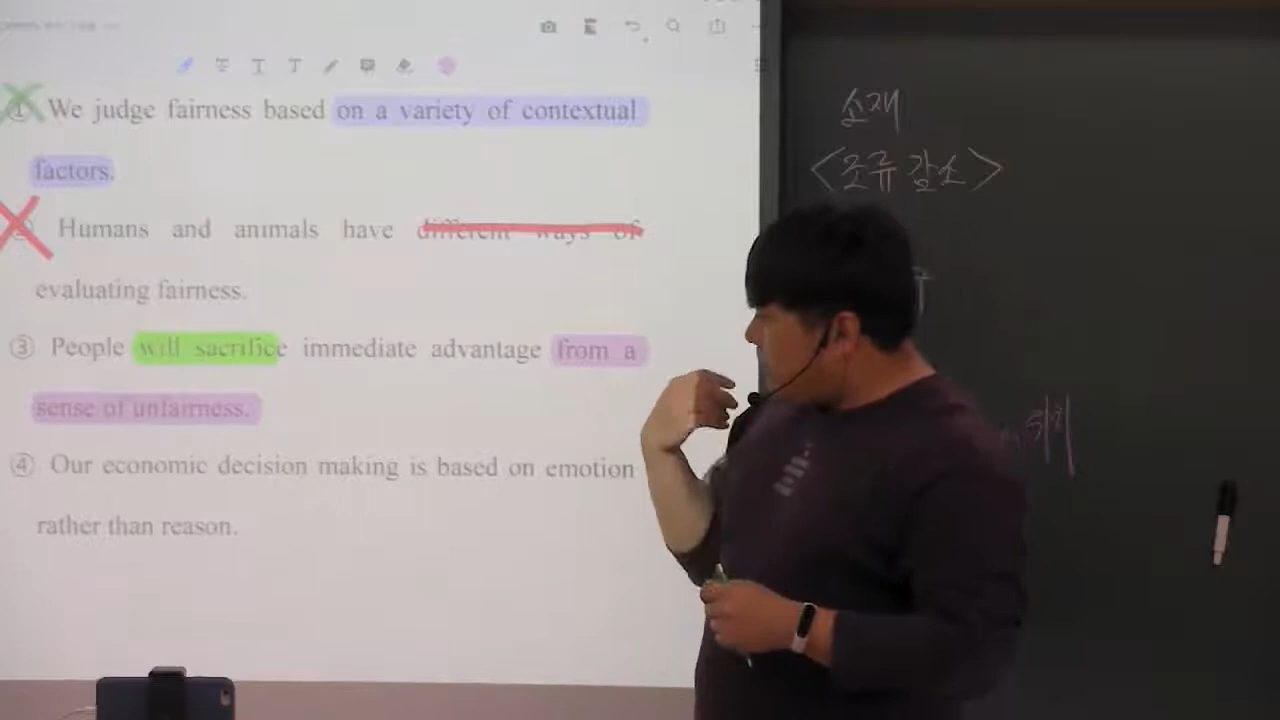 ① We judge fairness based on a variety of contextual
factors.
② Humans and animals have different ways of
evaluating fairness.
③ People will sacrifice immediate advantage from a
sense of unfairness.
④ Our economic decision making is based on emotion
rather than reason.
소재
<조류 감소>